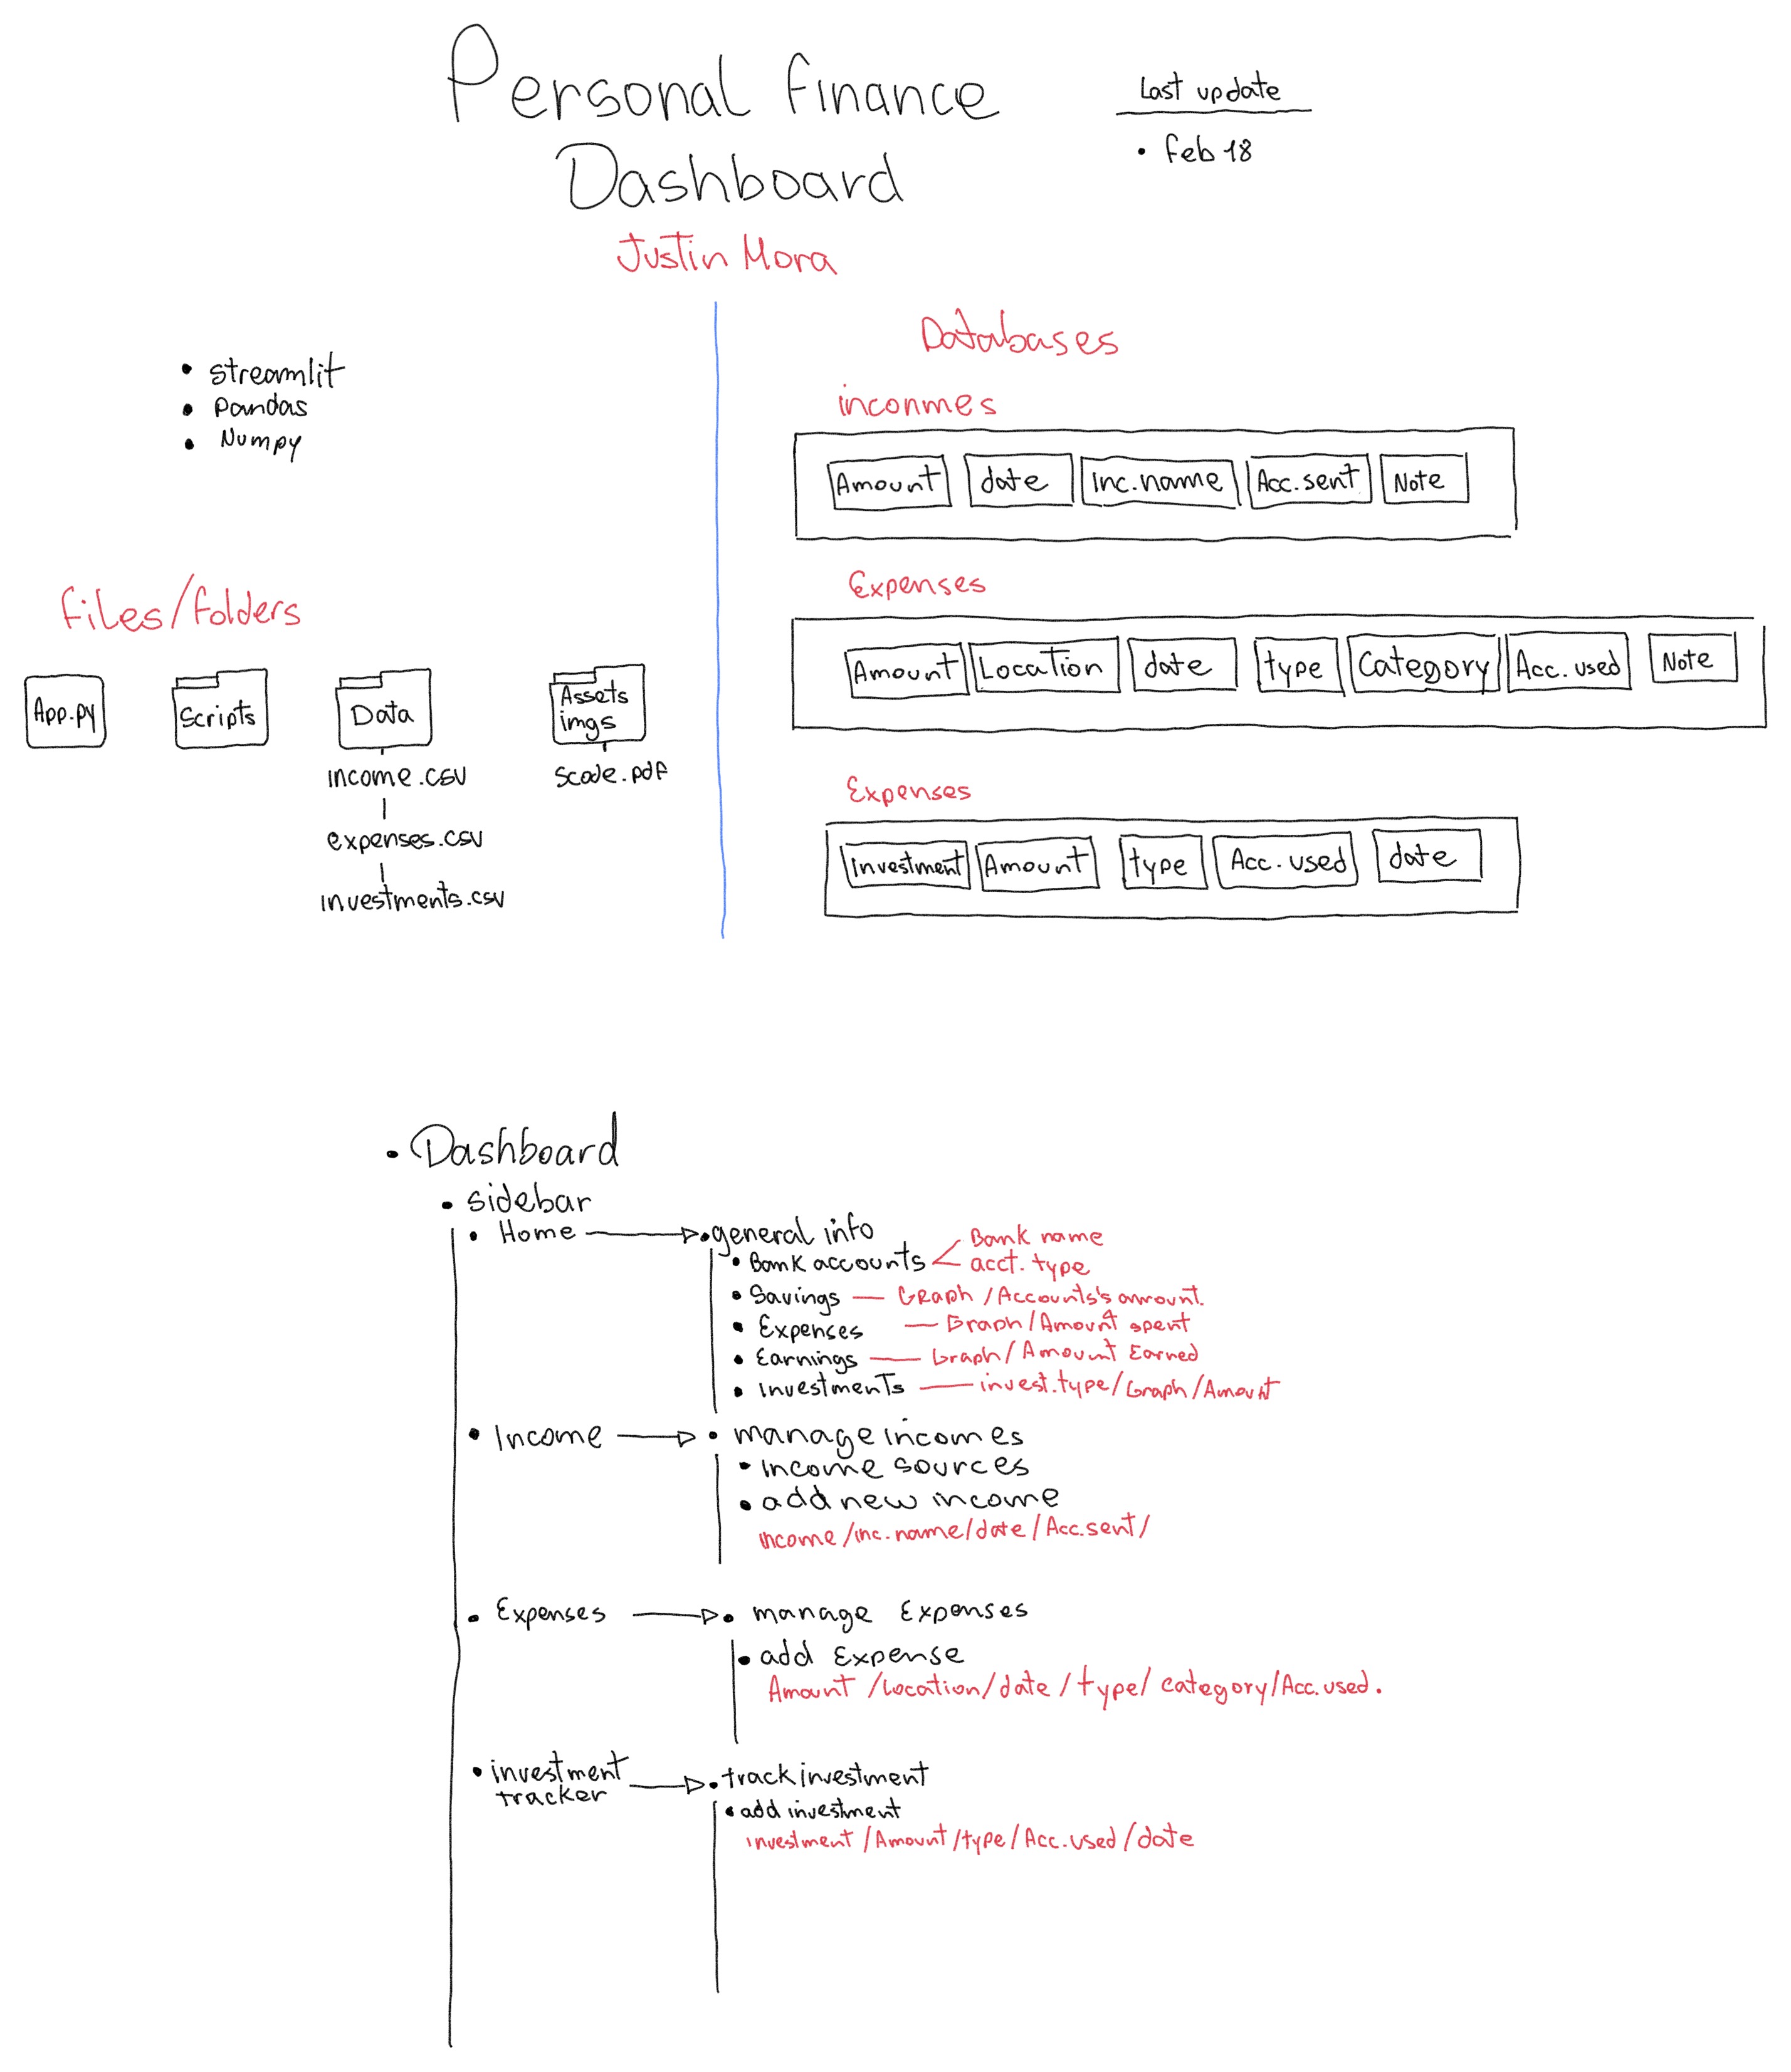 Personal finance
Dashboard
Last update
• feb 18
Justin Mora
• streamlit
• Pandas
• Numpy
files/folders
App.py
Scripts
Data
income.csv
expenses.csv
investments.csv
Assets
imgs
scode.pdf
Databases
inconmes
Amount date Inc.name Acc.sent Note
Expenses
Amount Location date type Category Acc.used Note
Expenses
Investment Amount type Acc.used date
• Dashboard
• sidebar
• Home
• general info
• Bank accounts
Bank name
acct. type
• Savings — Graph /Accounts's amount.
• Expenses — Graph/Amount spent
• Earnings — Graph/Amount Earned
• Investments — invest.type/Graph/Amount
• Income
• manage incomes
• income sources
• add new income
income/inc.name/date/Acc.sent/
• Expenses
• manage Expenses
• add Expense
Amount/Location/date/type/category/Acc.used.
• investment
tracker
• track investment
• add investment
investment/Amount/type/Acc.used/date